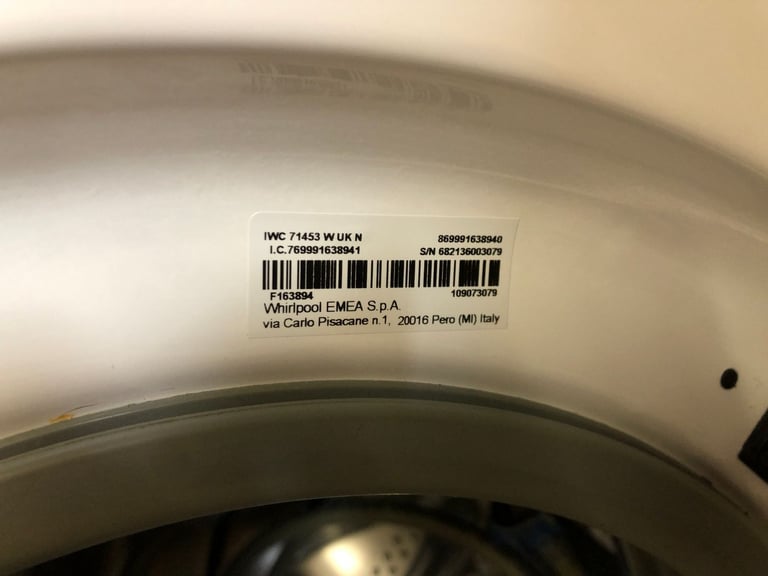 IWC 71453 W UK N 869991638940
I.C.769991638941 S/N 682136003079
F163894 109073079
Whirlpool EMEA S.p.A.
via Carlo Pisacane n.1, 20016 Pero (MI) Italy